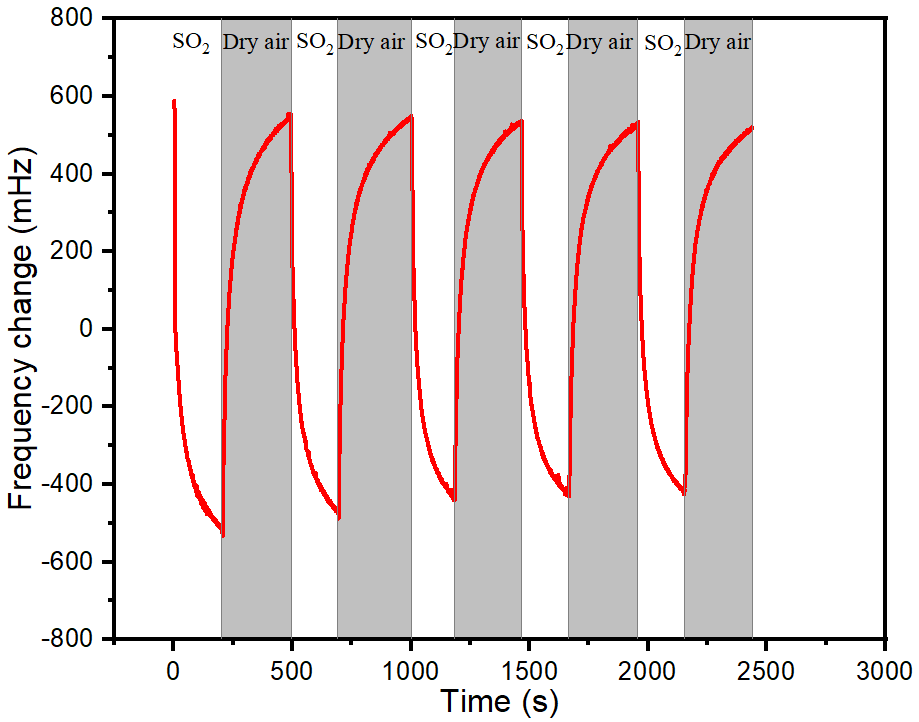 800
600
400
200
0
-200
-400
-600
-800
Frequency change (mHz)
SO₂ Dry air SO₂ Dry air SO₂ Dry air SO₂ Dry air SO₂ Dry air
0 500 1000 1500 2000 2500 3000
Time (s)